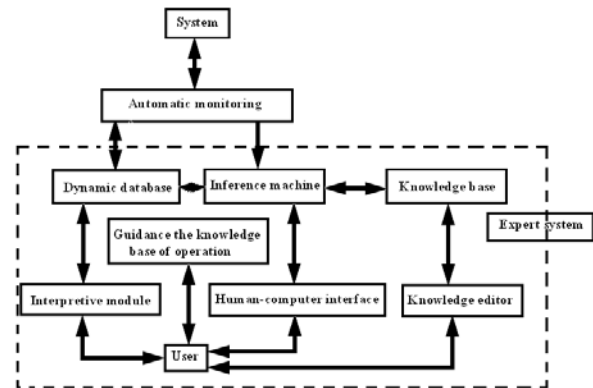 System
Automatic monitoring
Dynamic database
Inference machine
Knowledge base
Guidance the knowledge
base of operation
Expert system
Interpretive module
Human-computer interface
Knowledge editor
User